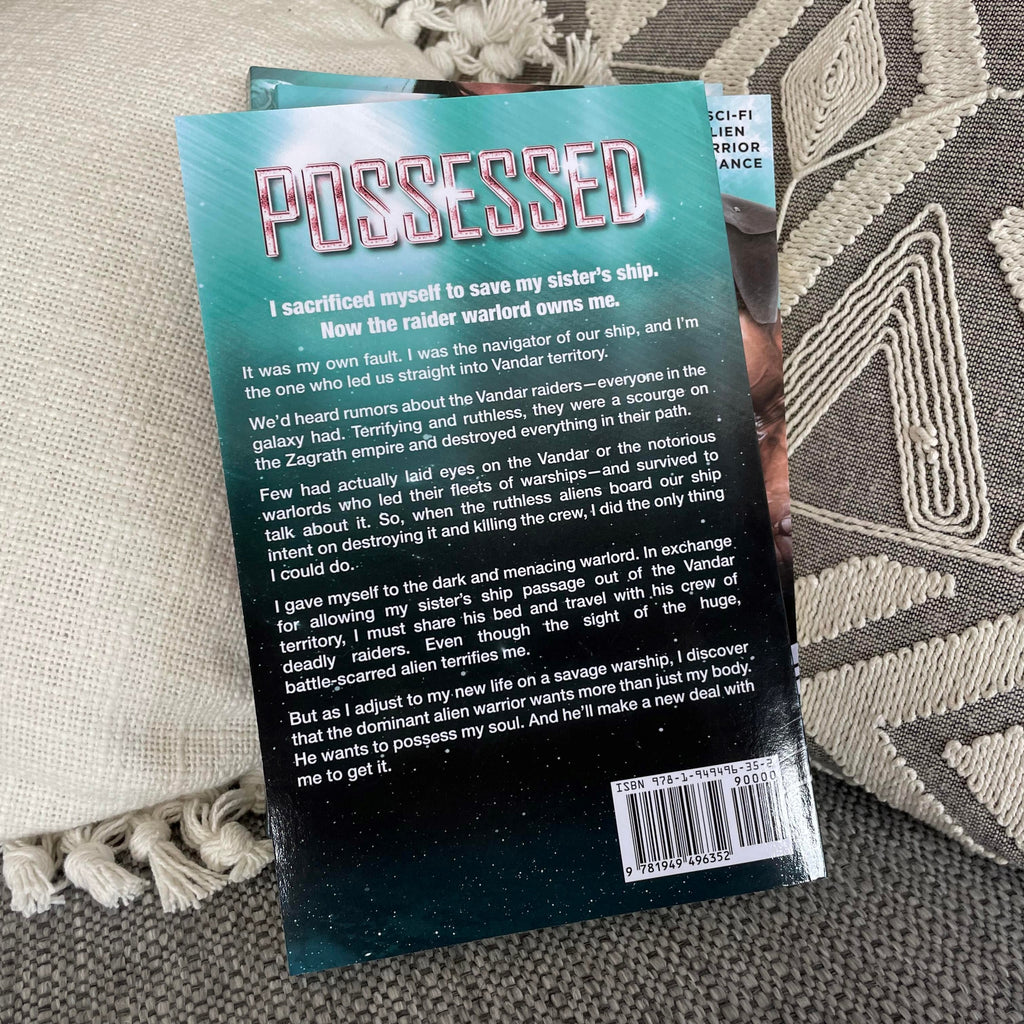 POSSESSED
I sacrificed myself to save my sister's ship.
Now the raider warlord owns me.
It was my own fault. I was the navigator of our ship, and I'm
the one who led us straight into Vandar territory.
We'd heard rumors about the Vandar raiders—everyone in the
galaxy had. Terrifying and ruthless, they were a scourge on
the Zagrath empire and destroyed everything in their path.
Few had actually laid eyes on the Vandar or the notorious
warlords who led their fleets of warships—and survived to
talk about it. So, when the ruthless aliens board our ship
intent on destroying it and killing the crew, I did the only thing
I could do.
I gave myself to the dark and menacing warlord. In exchange
for allowing my sister's ship passage out of the Vandar
territory, I must share his bed and travel with his crew of
deadly raiders. Even though the sight of the huge,
battle-scarred alien terrifies me.
But as I adjust to my new life on a savage warship, I discover
that the dominant alien warrior wants more than just my body.
He wants to possess my soul. And he'll make a new deal with
me to get it.
ISBN 978-1-949496-35-2
90000
9 781949 496352
SCI-FI
LIEN
RRIOR
ANCE